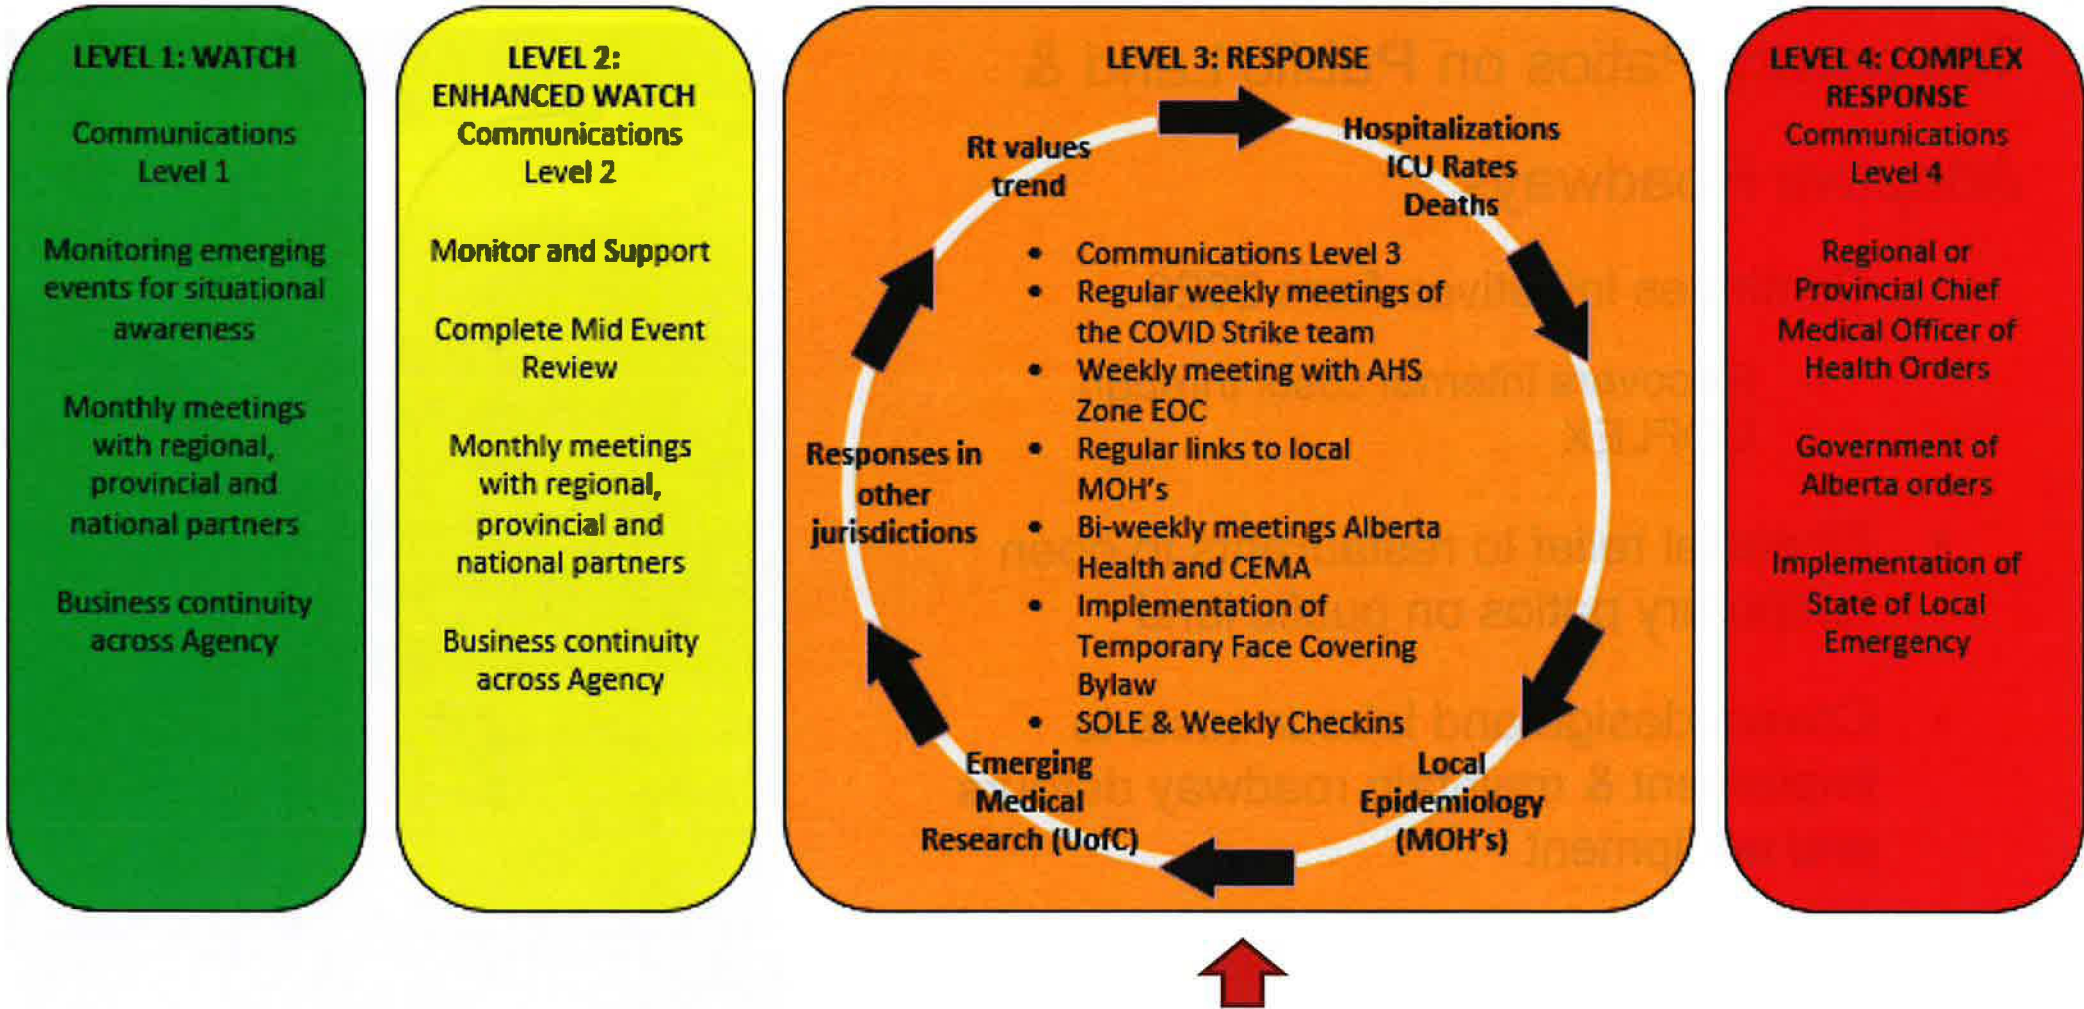 LEVEL 1: WATCH
Communications
Level 1
Monitoring emerging
events for situational
awareness
Monthly meetings
with regional,
provincial and
national partners
Business continuity
across Agency
LEVEL 2:
ENHANCED WATCH
Communications
Level 2
Monitor and Support
Complete Mid Event
Review
Monthly meetings
with regional,
provincial and
national partners
Business continuity
across Agency
LEVEL 3: RESPONSE
Rt values
trend
Hospitalizations
ICU Rates
Deaths
• Communications Level 3
• Regular weekly meetings of
the COVID Strike team
• Weekly meeting with AHS
Zone EOC
• Regular links to local
MOH's
• Bi-weekly meetings Alberta
Health and CEMA
• Implementation of
Temporary Face Covering
Bylaw
• SOLE & Weekly Checkins
Responses in
other
jurisdictions
Emerging
Medical
Research (UofC)
Local
Epidemiology
(MOH's)
LEVEL 4: COMPLEX
RESPONSE
Communications
Level 4
Regional or
Provincial Chief
Medical Officer of
Health Orders
Government of
Alberta orders
Implementation of
State of Local
Emergency